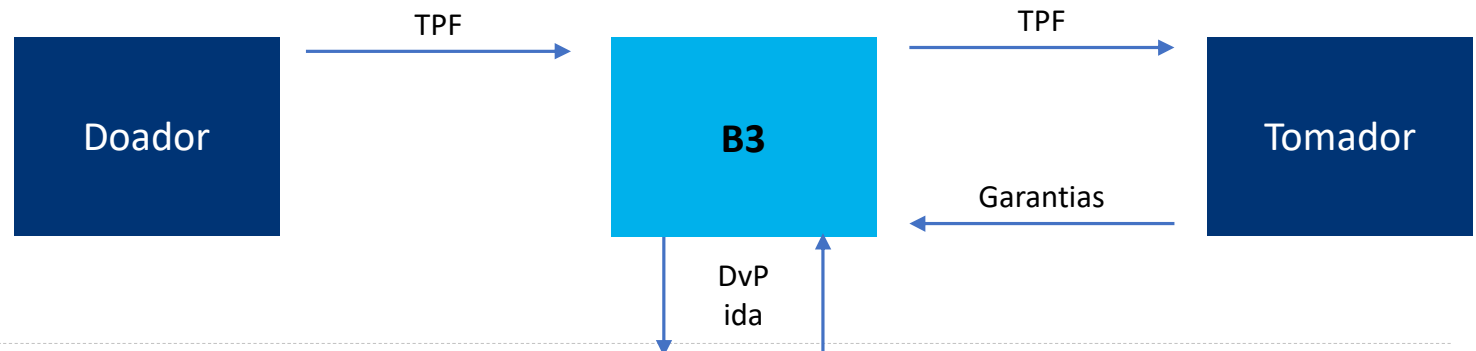 TPF
TPF
Doador
B3
Tomador
Garantias
DvP
ida